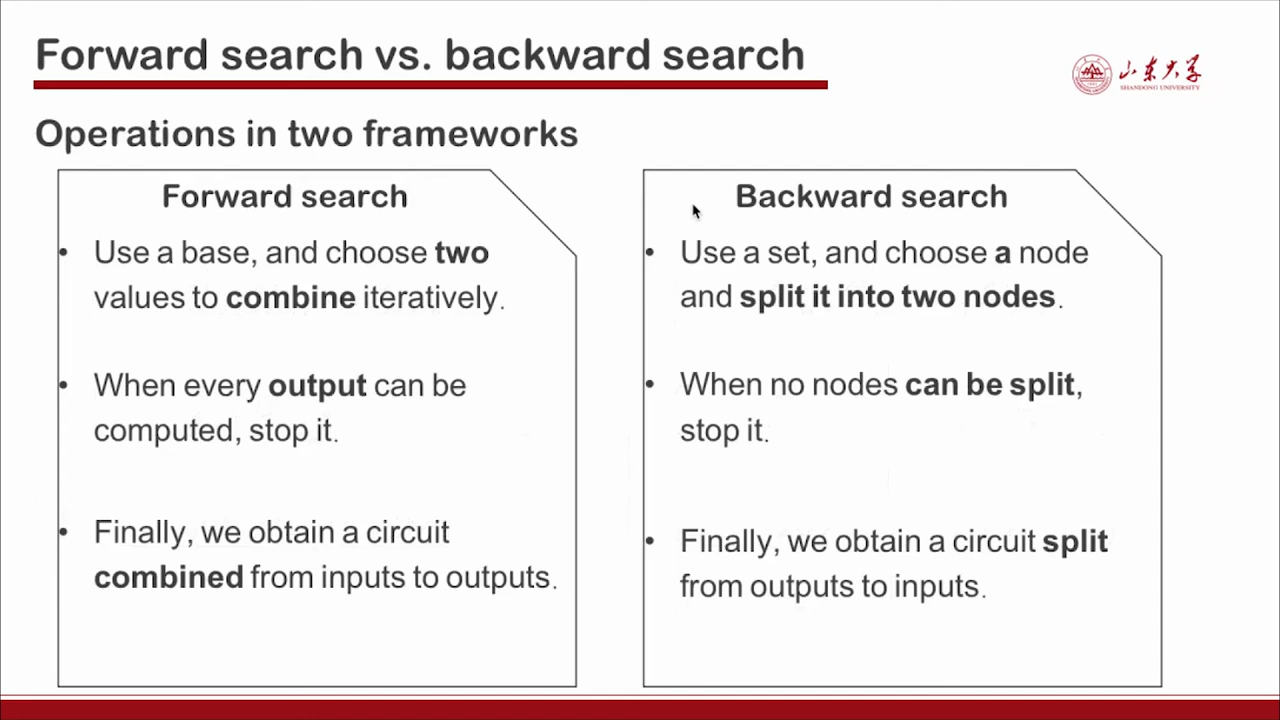 Forward search vs. backward search
山东大学
SHANDONG UNIVERSITY
Operations in two frameworks
Forward search
• Use a base, and choose two
values to combine iteratively.
• When every output can be
computed, stop it.
• Finally, we obtain a circuit
combined from inputs to outputs.
Backward search
• Use a set, and choose a node
and split it into two nodes.
• When no nodes can be split,
stop it.
• Finally, we obtain a circuit split
from outputs to inputs.